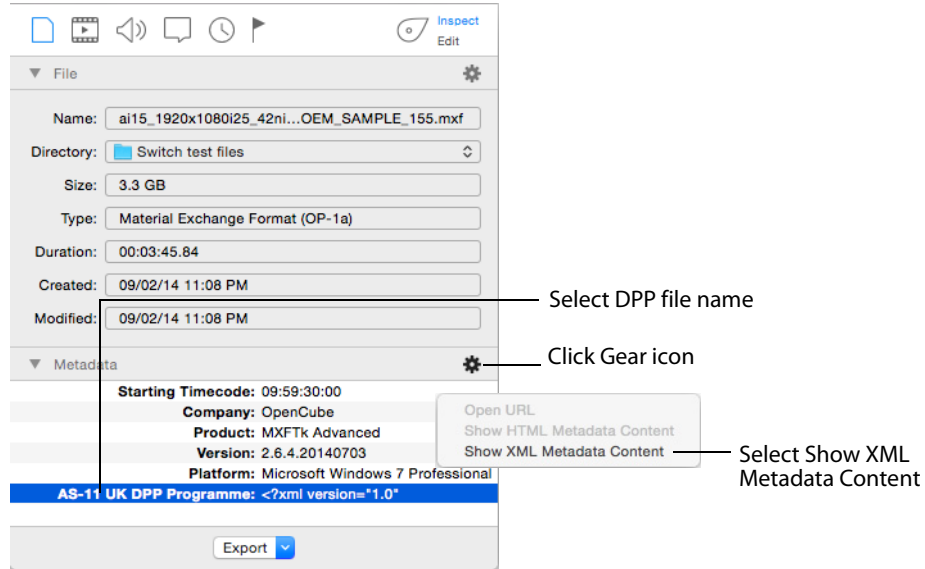 Inspect
Edit
File
Name: ai15_1920x1080i25_42ni...OEM_SAMPLE_155.mxf
Directory: Switch test files
Size: 3.3 GB
Type: Material Exchange Format (OP-1a)
Duration: 00:03:45.84
Created: 09/02/14 11:08 PM
Modified: 09/02/14 11:08 PM
Select DPP file name
Metadata
Click Gear icon
Starting Timecode: 09:59:30:00
Company: OpenCube
Product: MXFTk Advanced
Version: 2.6.4.20140703
Platform: Microsoft Windows 7 Professional
AS-11 UK DPP Programme: <?xml version="1.0"
Open URL
Show HTML Metadata Content
Show XML Metadata Content
Select Show XML
Metadata Content
Export